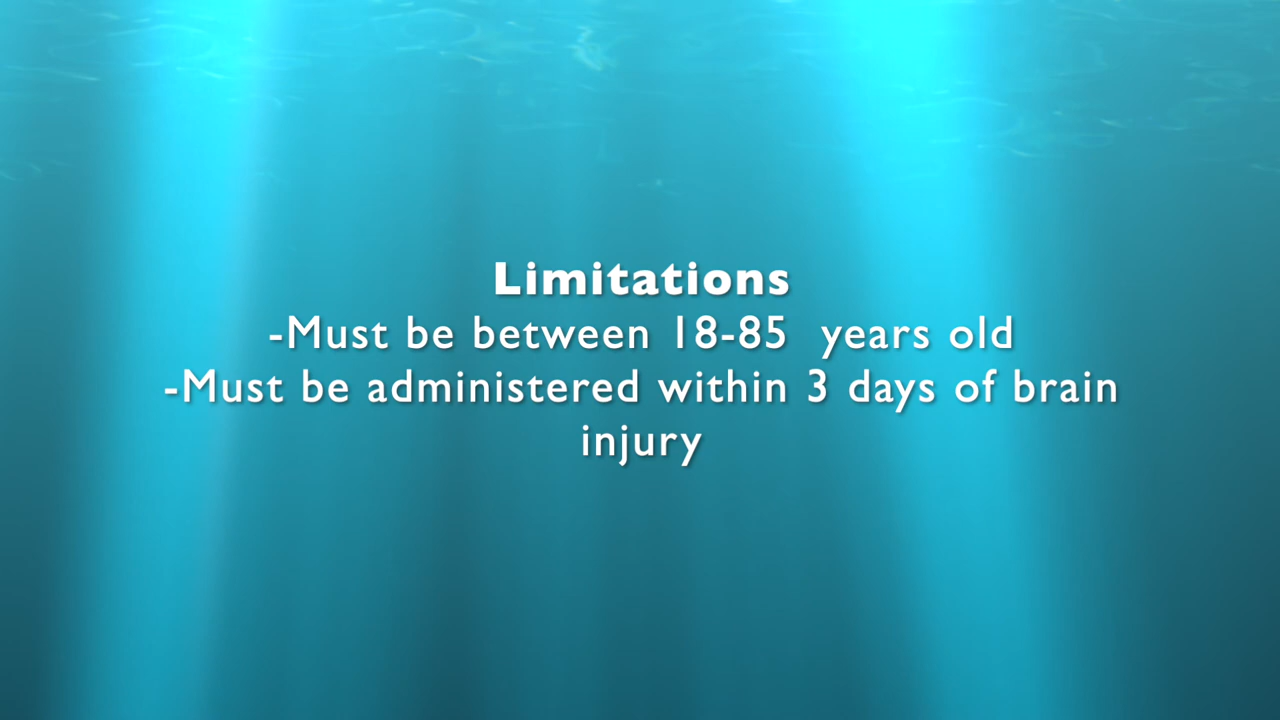 Limitations
-Must be between 18-85  years old
-Must be administered within 3 days of brain
injury